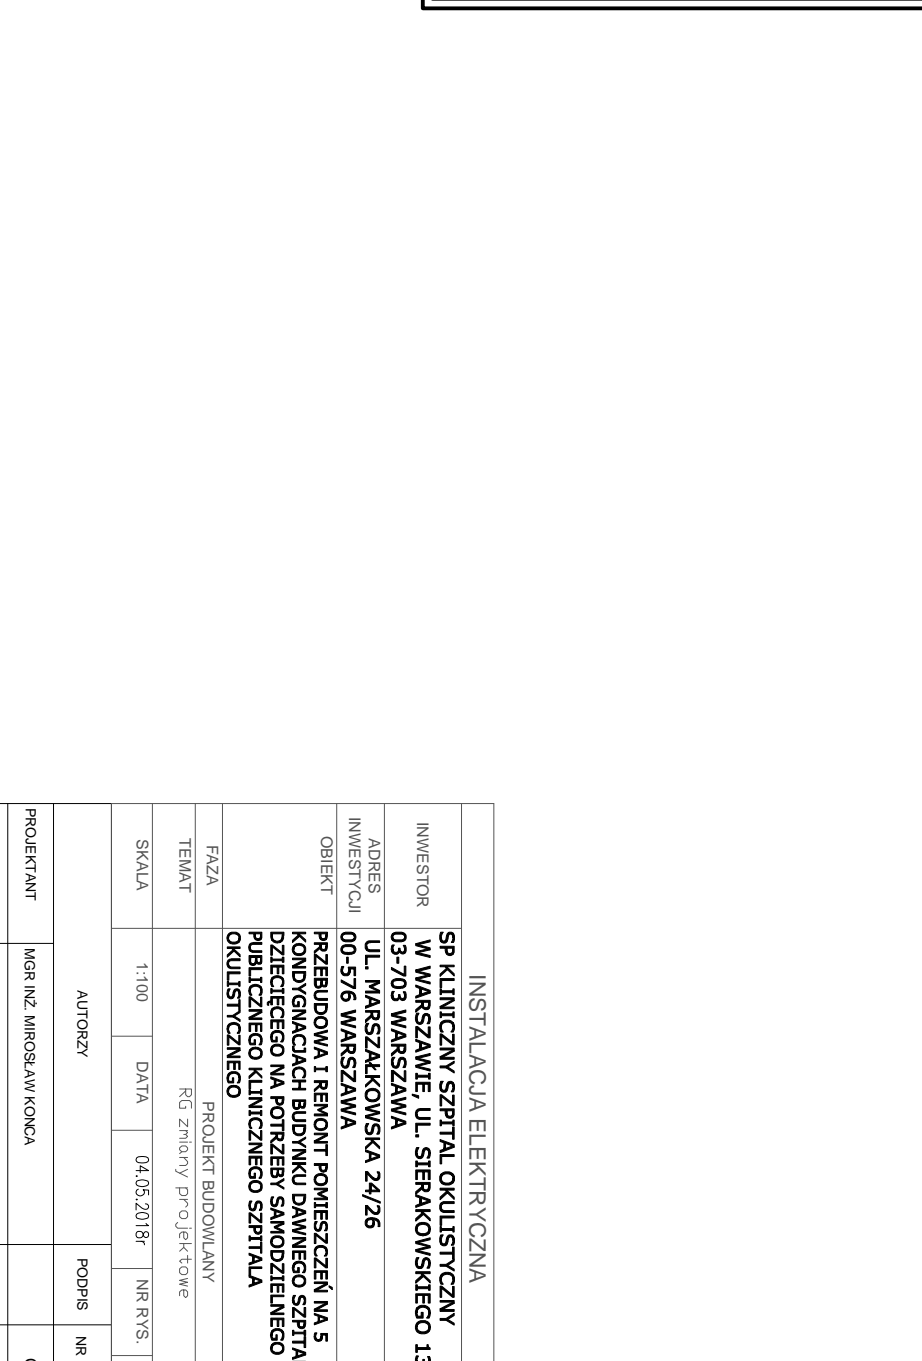 INSTALACJA ELEKTRYCZNA
INWESTOR
SP KLINICZNY SZPITAL OKULISTYCZNY
W WARSZAWIE, UL. SIERAKOWSKIEGO 13
03-703 WARSZAWA
ADRES
INWESTYCJI
UL. MARSZAŁKOWSKA 24/26
00-576 WARSZAWA
OBIEKT
PRZEBUDOWA I REMONT POMIESZCZEŃ NA 5
KONDYGNACJACH BUDYNKU DAWNEGO
DZIECIĘCEGO NA POTRZEBY SAMODZIELNEGO
PUBLICZNEGO KLINICZNEGO SZPITALA
OKULISTYCZNEGO
FAZA
PROJEKT BUDOWLANY
TEMAT
RG zmiany projektowe
SKALA
1:100
DATA
04.05.2018r
NR RYS.
AUTORZY
PODPIS
NR
PROJEKTANT
MGR INŻ. MIROSŁAW KONCA